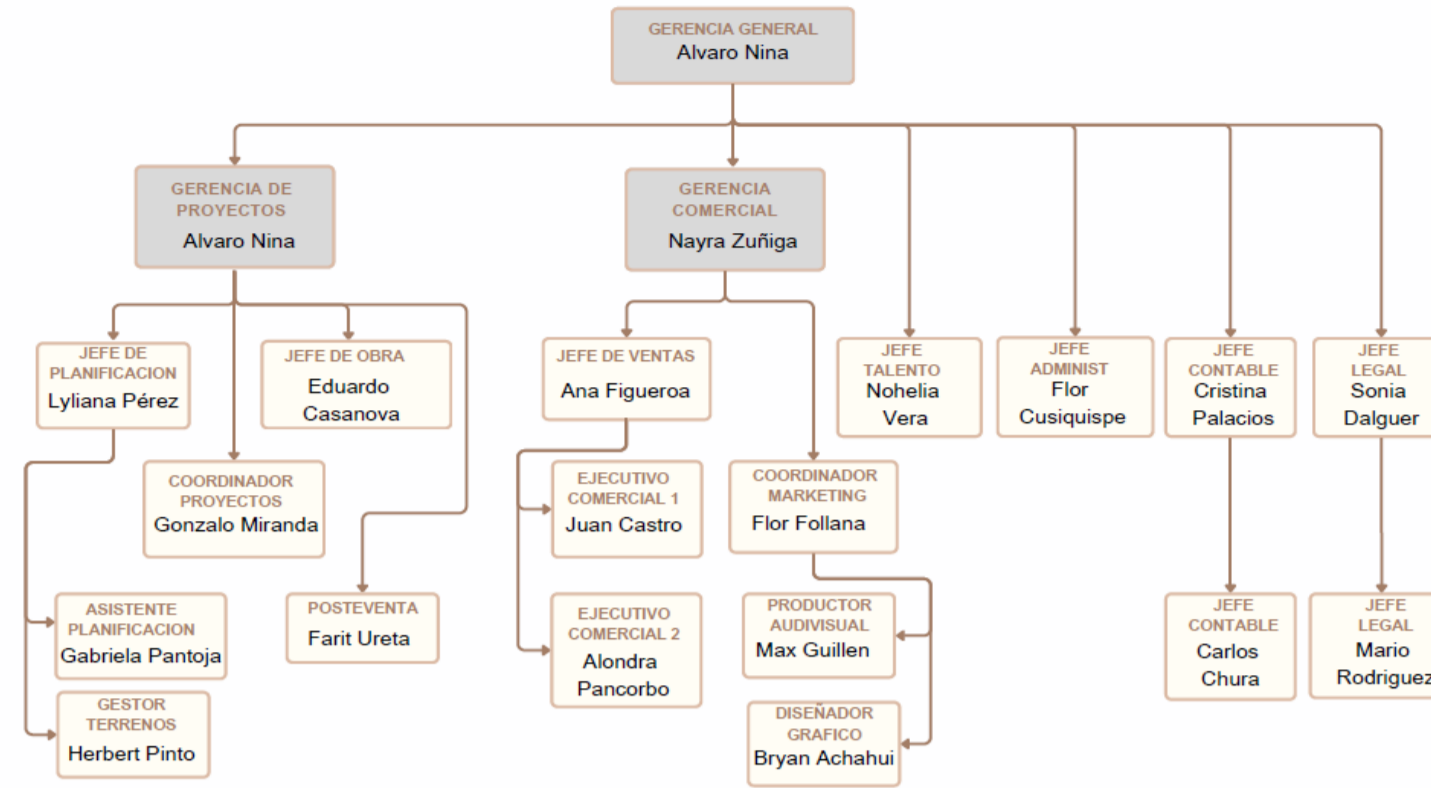 GERENCIA GENERAL
Alvaro Nina
GERENCIA DE
PROYECTOS
Alvaro Nina
GERENCIA
COMERCIAL
Nayra Zuñiga
JEFE DE
PLANIFICACION
Lyliana Pérez
JEFE DE OBRA
Eduardo
Casanova
JEFE DE VENTAS
Ana Figueroa
JEFE
TALENTO
Nohelia
Vera
JEFE
ADMINIST
Flor
Cusiquispe
JEFE
CONTABLE
Cristina
Palacios
JEFE
LEGAL
Sonia
Dalguer
COORDINADOR
PROYECTOS
Gonzalo Miranda
EJECUTIVO
COMERCIAL 1
Juan Castro
COORDINADOR
MARKETING
Flor Follana
ASISTENTE
PLANIFICACION
Gabriela Pantoja
POSTEVENTA
Farit Ureta
EJECUTIVO
COMERCIAL 2
Alondra
Pancorbo
PRODUCTOR
AUDIVISUAL
Max Guillen
JEFE
CONTABLE
Carlos
Chura
JEFE
LEGAL
Mario
Rodriguez
GESTOR
TERRENOS
Herbert Pinto
DISEÑADOR
GRAFICO
Bryan Achahui